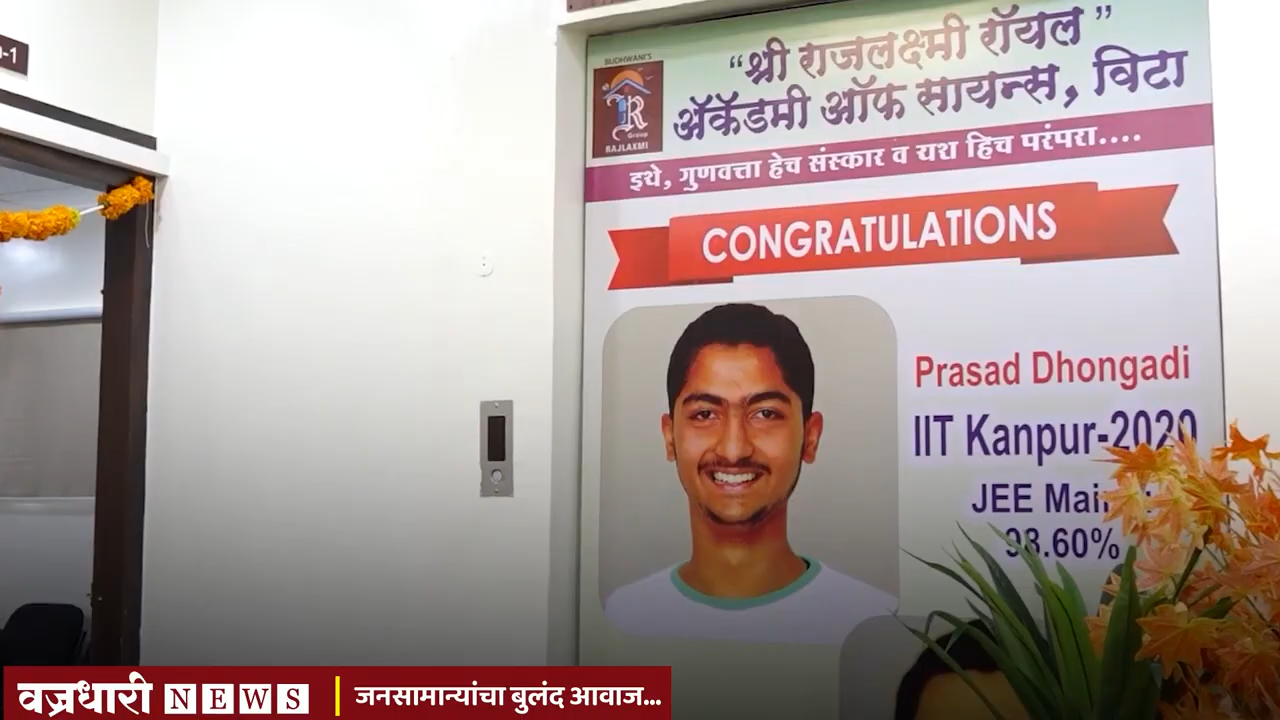 -1
BUDHWANI'S
R
Group
RAJLAXMI
“श्री राजलक्ष्मी रॉयल”
ॲकॅडमी ऑफ सायन्स, विटा
इथे, गुणवत्ता हेच संस्कार व यश हिच परंपरा....
CONGRATULATIONS
Prasad Dhongadi
IIT Kanpur-2020
JEE
98.60%
वज्रधारी NEWS
जनसामान्यांचा बुलंद आवाज...